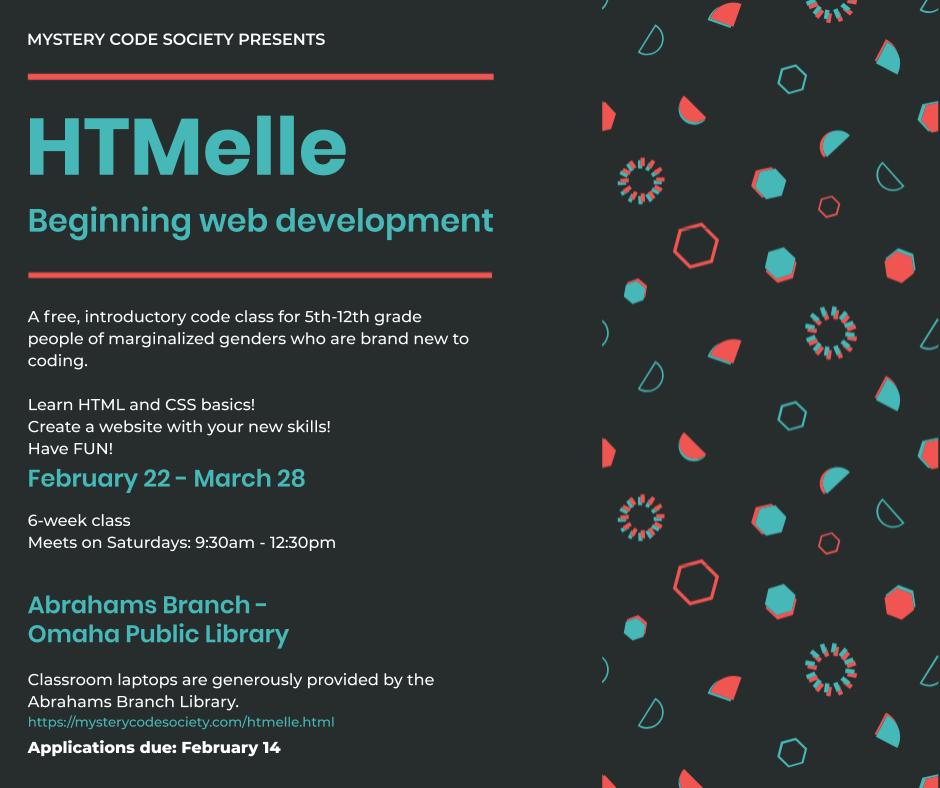 MYSTERY CODE SOCIETY PRESENTS
HTMelle
Beginning web development
A free, introductory code class for 5th-12th grade
people of marginalized genders who are brand new to
coding.
Learn HTML and CSS basics!
Create a website with your new skills!
Have FUN!
February 22 - March 28
6-week class
Meets on Saturdays: 9:30am - 12:30pm
Abrahams Branch -
Omaha Public Library
Classroom laptops are generously provided by the
Abrahams Branch Library.
https://mysterycodesociety.com/htmelle.html
Applications due: February 14